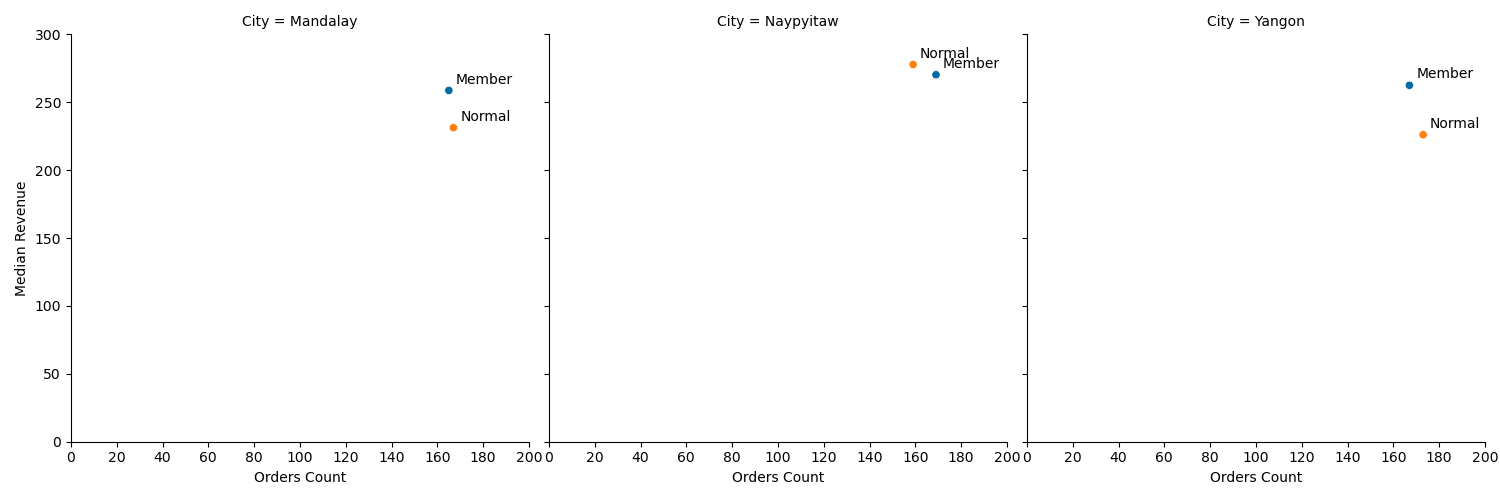 City = Mandalay
City = Naypyitaw
City = Yangon
300
250
200
150
100
50
0
Median Revenue
Member
Normal
Normal
Member
Member
Normal
0 20 40 60 80 100 120 140 160 180 200
0 20 40 60 80 100 120 140 160 180 200
0 20 40 60 80 100 120 140 160 180 200
Orders Count
Orders Count
Orders Count